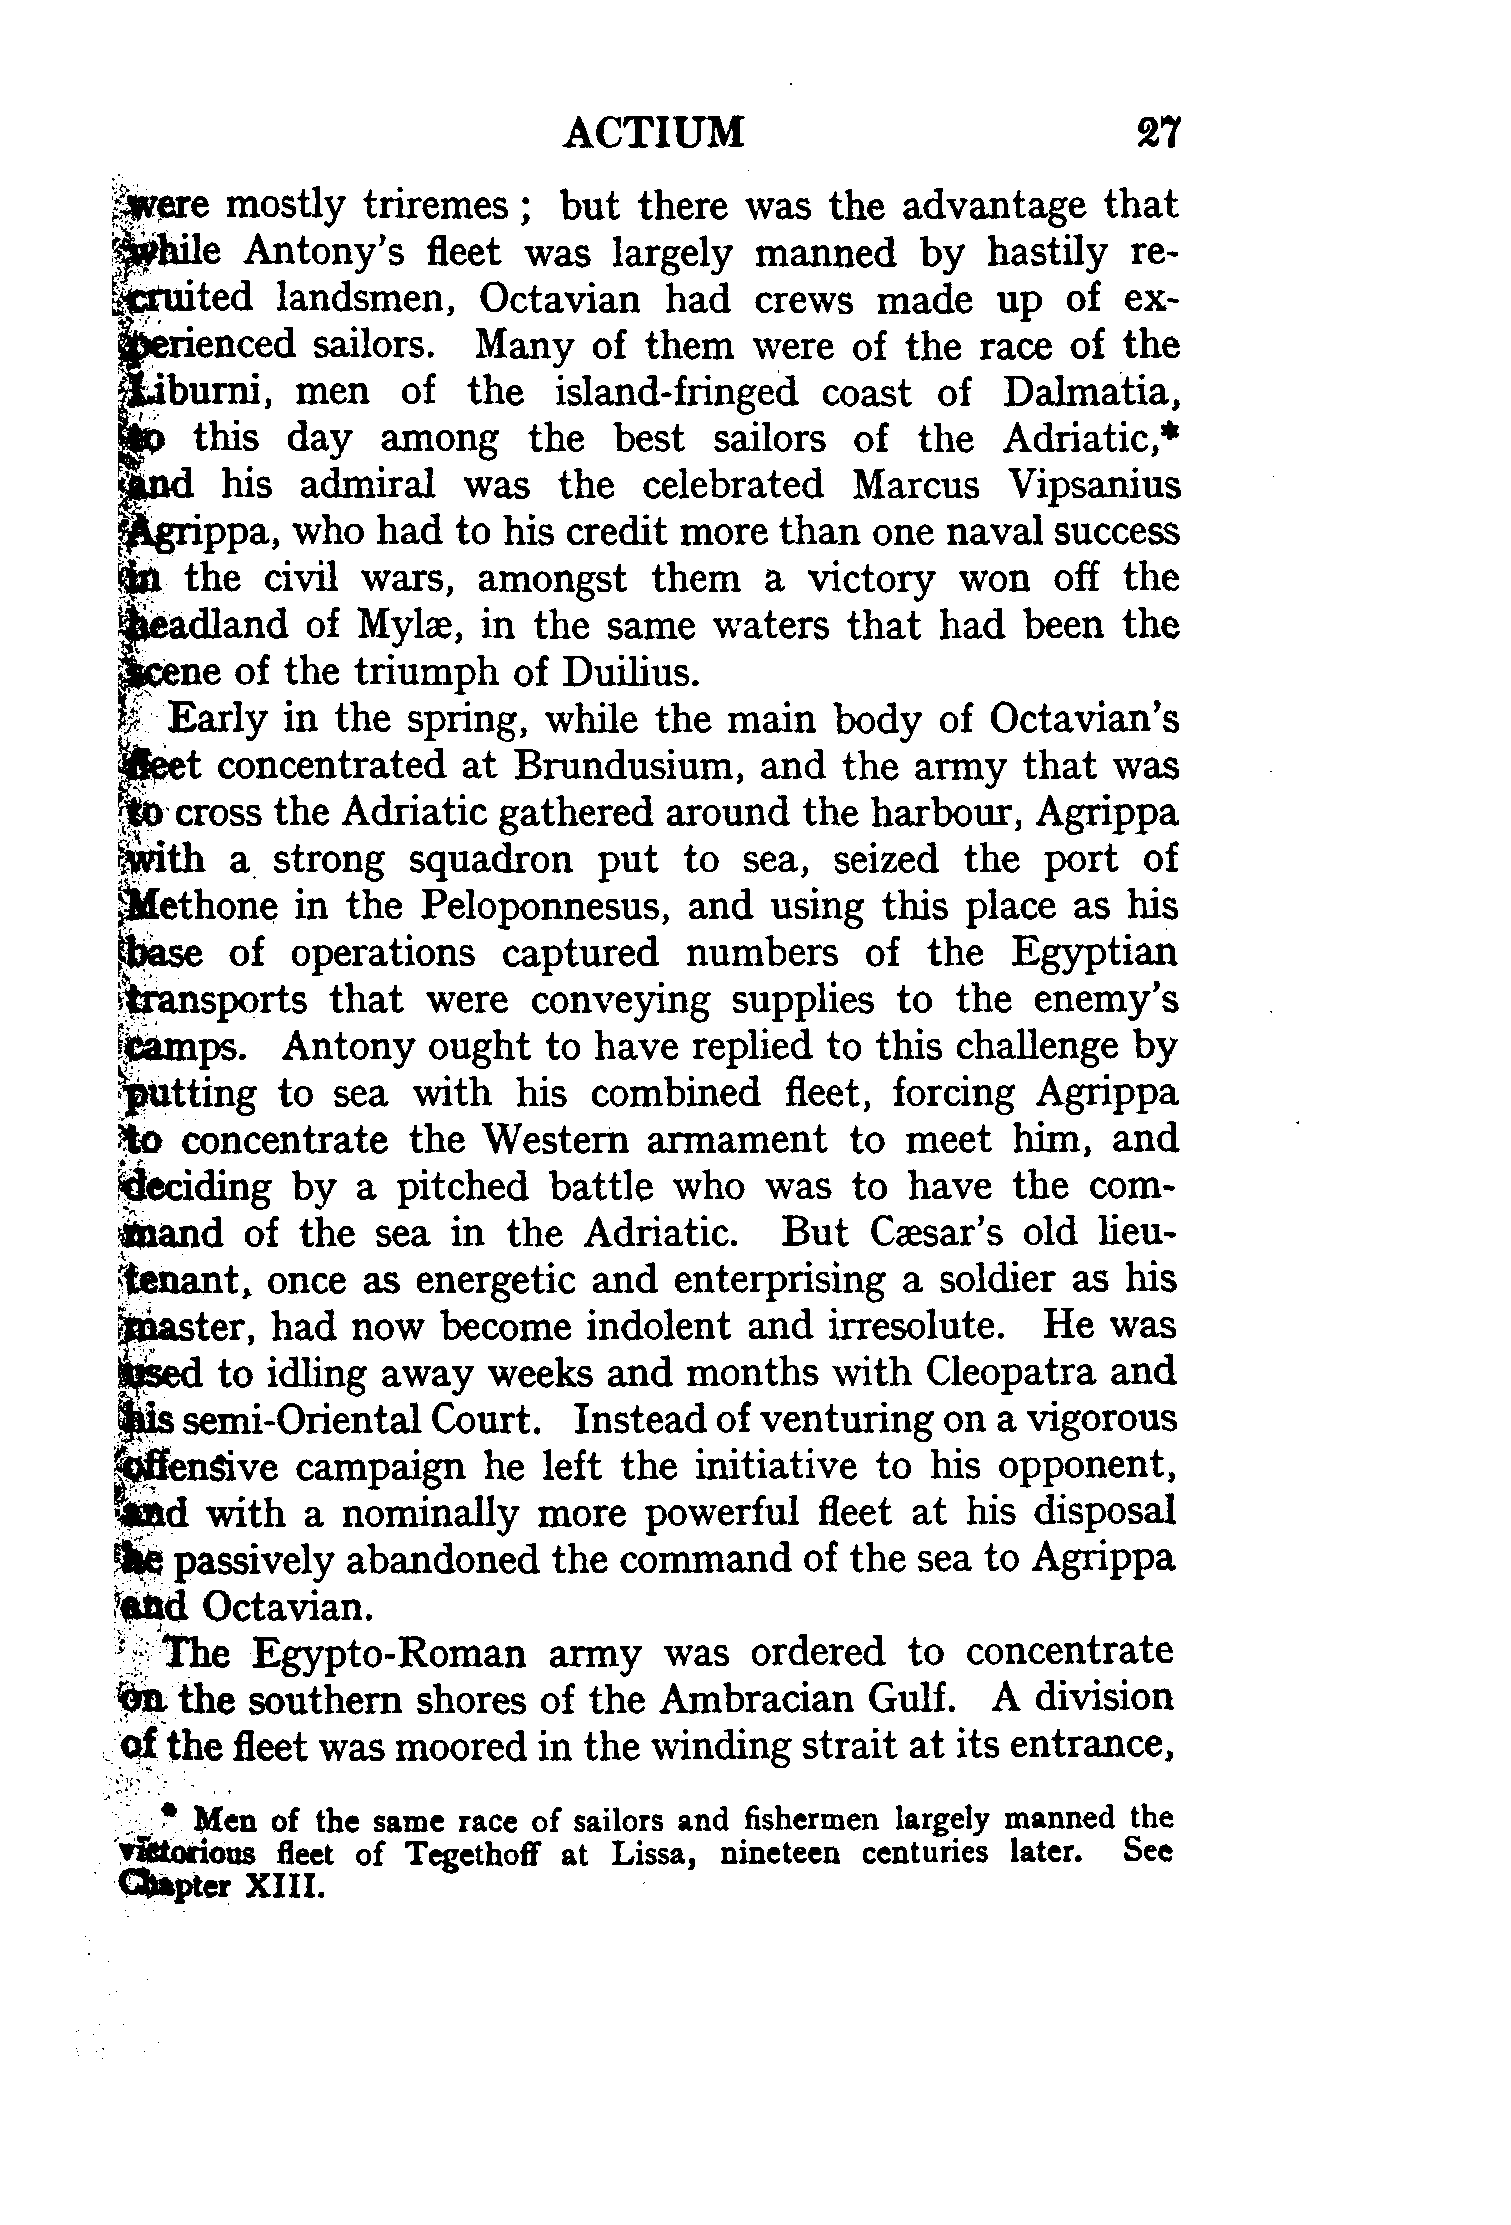 ACTIUM 27
were mostly triremes ; but there was the advantage that
while Antony's fleet was largely manned by hastily re-
cruited landsmen, Octavian had crews made up of ex-
perienced sailors. Many of them were of the race of the
Liburni, men of the island-fringed coast of Dalmatia,
to this day among the best sailors of the Adriatic,*
and his admiral was the celebrated Marcus Vipsanius
Agrippa, who had to his credit more than one naval success
in the civil wars, amongst them a victory won off the
headland of Mylæ, in the same waters that had been the
scene of the triumph of Duilius.
Early in the spring, while the main body of Octavian's
fleet concentrated at Brundusium, and the army that was
to cross the Adriatic gathered around the harbour, Agrippa
with a strong squadron put to sea, seized the port of
Methone in the Peloponnesus, and using this place as his
base of operations captured numbers of the Egyptian
transports that were conveying supplies to the enemy's
camps. Antony ought to have replied to this challenge by
putting to sea with his combined fleet, forcing Agrippa
to concentrate the Western armament to meet him, and
deciding by a pitched battle who was to have the com-
mand of the sea in the Adriatic. But Cæsar's old lieu-
tenant, once as energetic and enterprising a soldier as his
master, had now become indolent and irresolute. He was
used to idling away weeks and months with Cleopatra and
his semi-Oriental Court. Instead of venturing on a vigorous
offensive campaign he left the initiative to his opponent,
and with a nominally more powerful fleet at his disposal
he passively abandoned the command of the sea to Agrippa
and Octavian.
The Egypto-Roman army was ordered to concentrate
on the southern shores of the Ambracian Gulf. A division
of the fleet was moored in the winding strait at its entrance,
* Men of the same race of sailors and fishermen largely manned the
victorious fleet of Tegethoff at Lissa, nineteen centuries later. See
Chapter XIII.